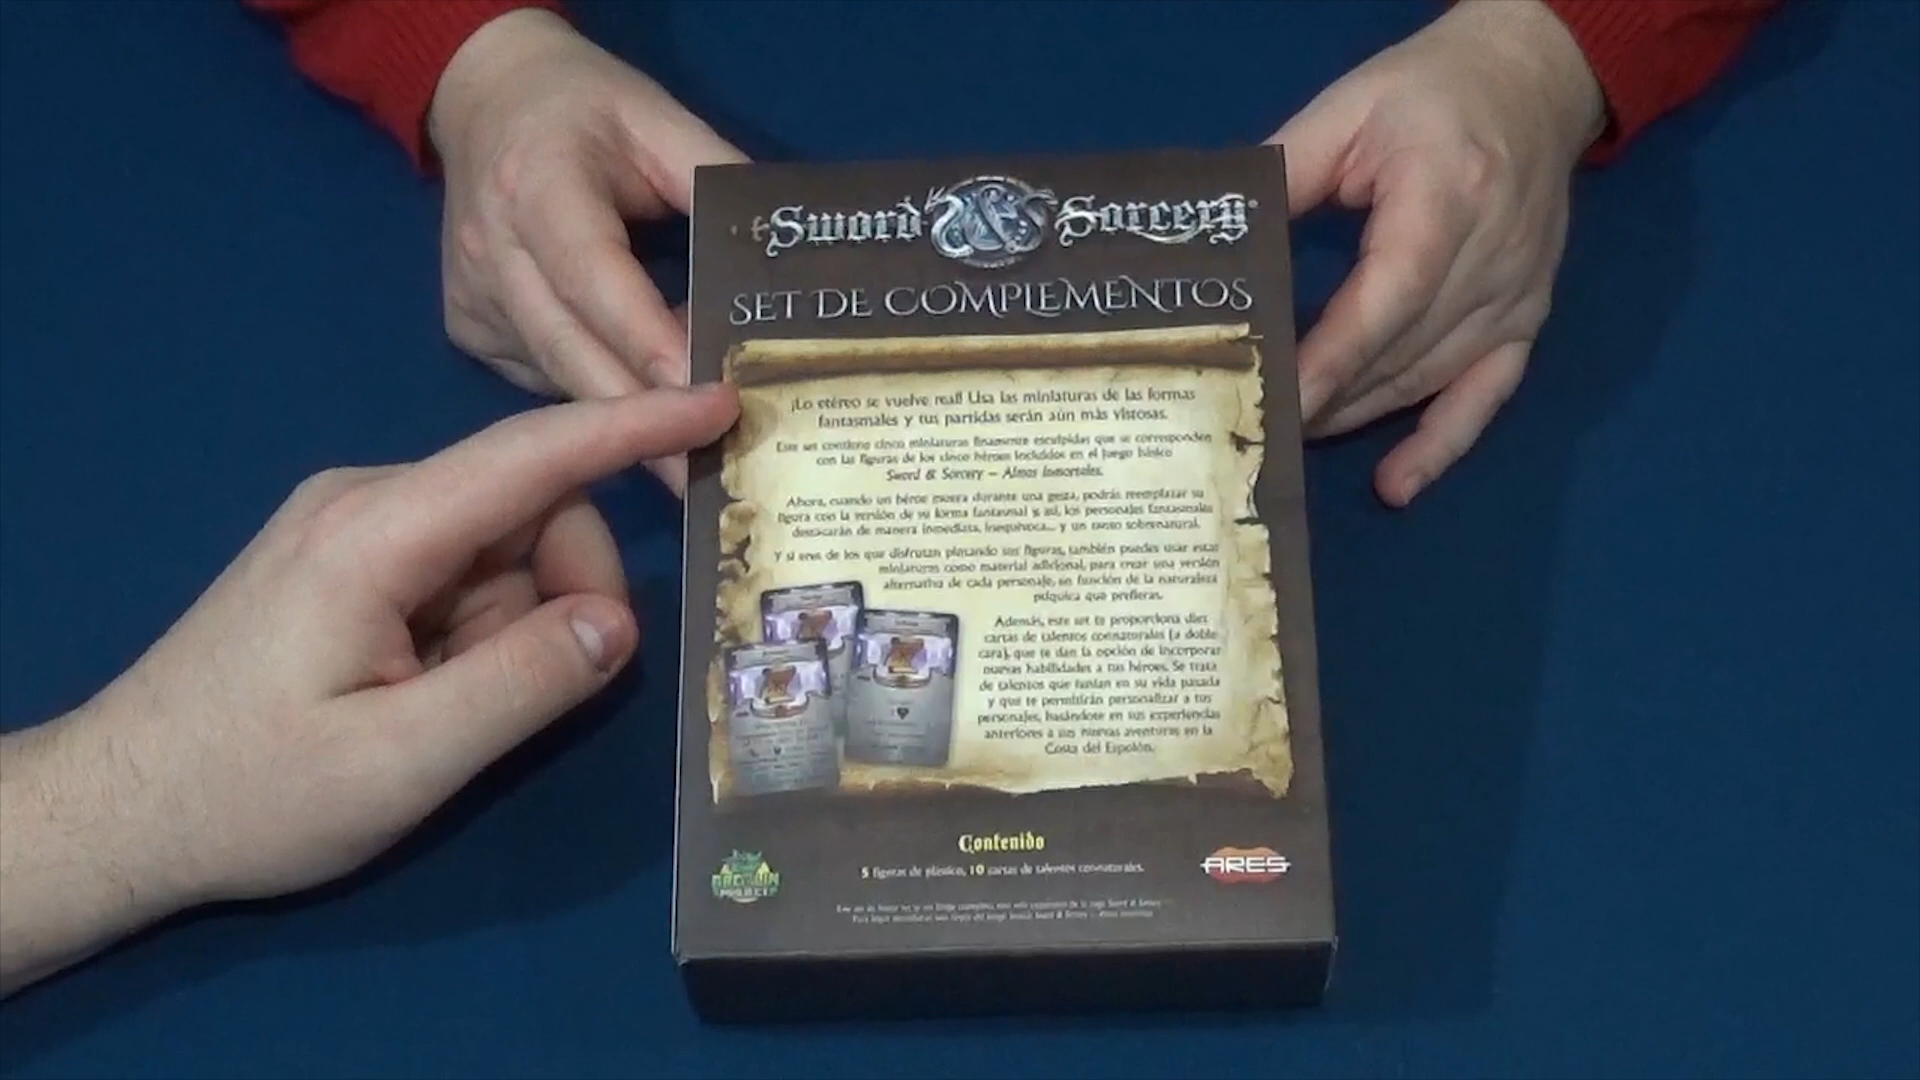 Sword & Sorcery
SET DE COMPLEMENTOS
¡Lo etéreo se vuelve real! Usa las miniaturas de las formas
fantasmales y tus partidas serán aún más vistosas.
Este set contiene cinco miniaturas finamente esculpidas que se corresponden
con las figuras de los cinco héroes incluidos en el juego básico
Sword & Sorcery – Almas Inmortales.
Ahora, cuando un héroe muera durante una gesta, podrás reemplazar su
figura con la versión de su forma fantasmal y así, los personajes fantasmales
destacarán de manera inmediata, inequívoca... y un tanto sobrenatural.
Y si eres de los que disfrutan pintando sus figuras, también puedes usar estas
miniaturas como material adicional, para crear una versión
alternativa de cada personaje, en función de la naturaleza
psíquica que prefieras.
Además, este set te proporciona diez
cartas de talentos connaturales (a doble
cara), que te dan la opción de incorporar
nuevas habilidades a tus héroes. Se trata
de talentos que tenían en su vida pasada
y que te permitirán personalizar a tus
personajes, basándote en sus experiencias
anteriores a sus nuevas aventuras en la
Costa del Espolón.
Contenido
5 figuras de plástico, 10 cartas de talentos connaturales.
GREMLIN
PROJECT
ARES